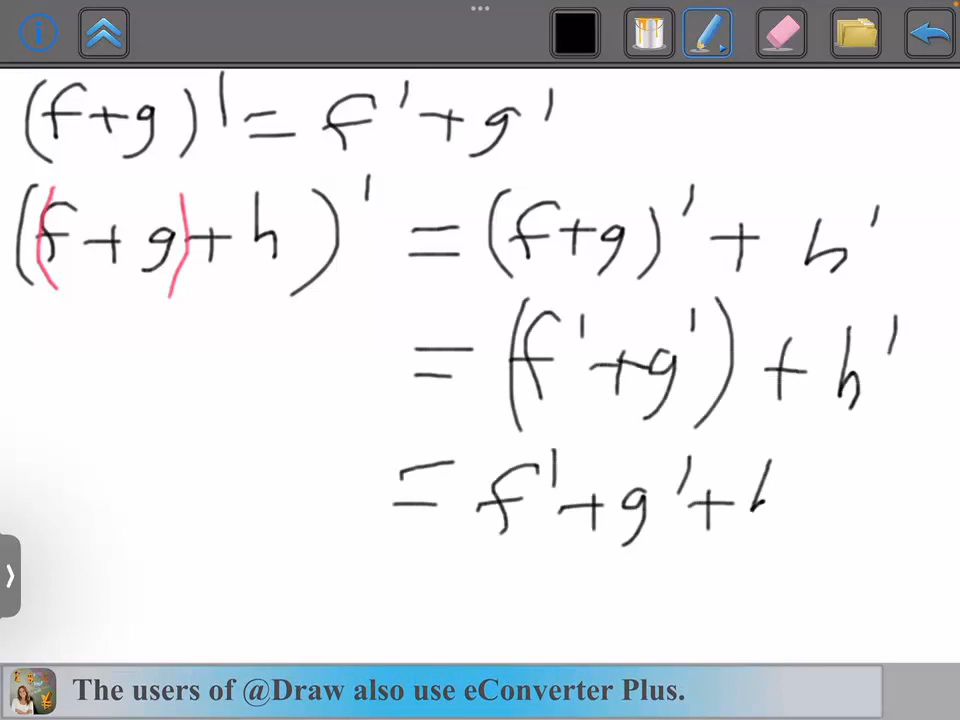 (f+g)' = f' + g'
((f + g) + h)' = (f+g)' + h'
= (f' + g') + h'
= f' + g' + h
The users of @Draw also use eConverter Plus.